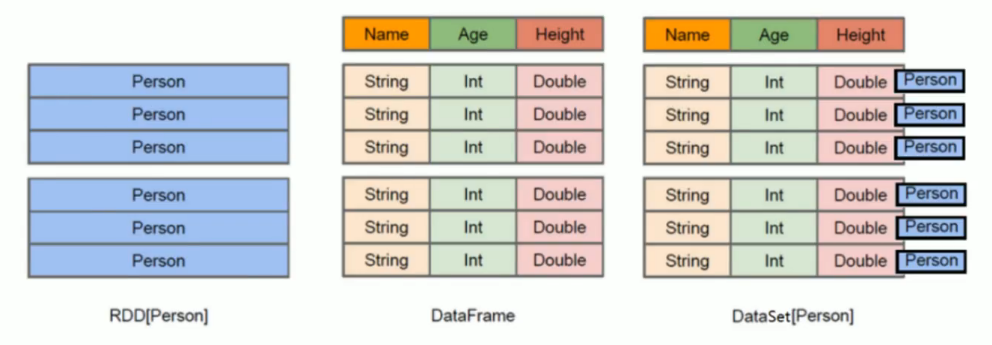 Name Age Height Name Age Height
Person String Int Double String Int Double Person
Person String Int Double String Int Double Person
Person String Int Double String Int Double Person
Person String Int Double String Int Double Person
Person String Int Double String Int Double Person
Person String Int Double String Int Double Person
RDD[Person] DataFrame DataSet[Person]